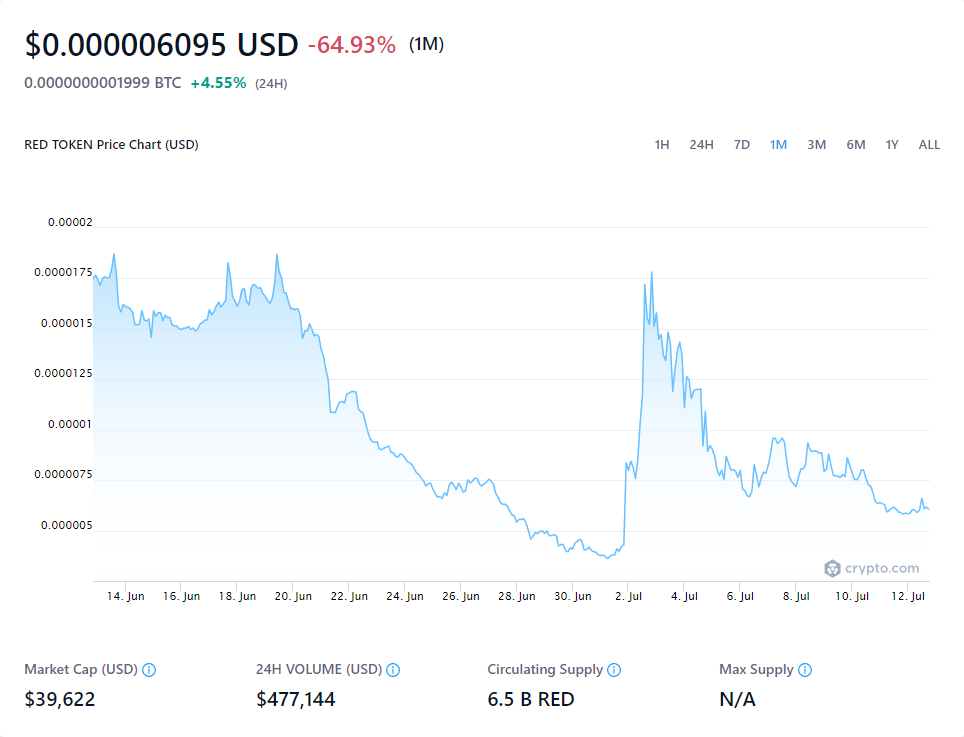 $0.000006095 USD -64.93% (1M)
0.0000000001999 BTC +4.55% (24H)
RED TOKEN Price Chart (USD)
1H 24H 7D 1M 3M 6M 1Y ALL
0.00002
0.0000175
0.000015
0.0000125
0.00001
0.0000075
0.000005
crypto.com
14. Jun 16. Jun 18. Jun 20. Jun 22. Jun 24. Jun 26. Jun 28. Jun 30. Jun 2. Jul 4. Jul 6. Jul 8. Jul 10. Jul 12. Jul
Market Cap (USD) 24H VOLUME (USD) Circulating Supply Max Supply
$39,622 $477,144 6.5 B RED N/A